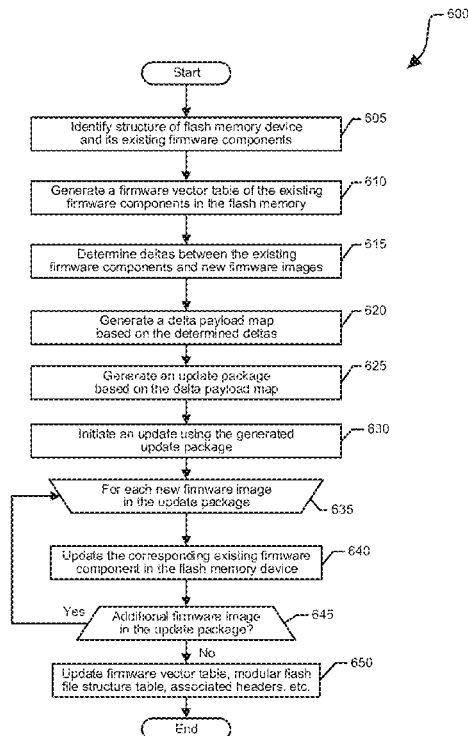 600
Start
Identify structure of flash memory device
and its existing firmware components
605
Generate a firmware vector table of the existing
firmware components in the flash memory
610
Determine deltas between the existing
firmware components and new firmware images
615
Generate a delta payload map
based on the determined deltas
620
Generate an update package
based on the delta payload map
625
Initiate an update using the generated
update package
630
For each new firmware image
in the update package
635
Update the corresponding existing firmware
component in the flash memory device
640
Yes
Additional firmware image
in the update package?
645
No
Update firmware vector table, modular flash
file structure table, associated headers, etc.
650
End